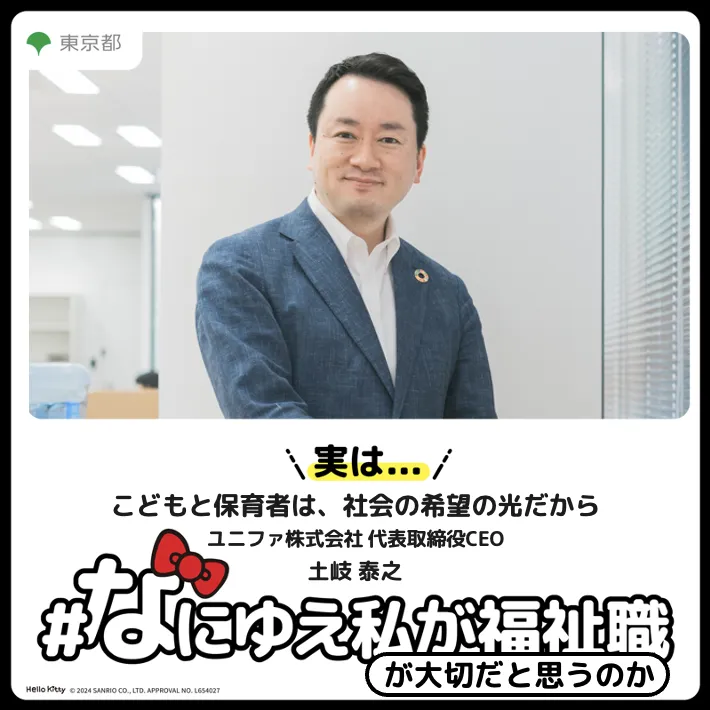 東京都
実は...
こどもと保育者は、社会の希望の光だから
ユニファ株式会社 代表取締役CEO
土岐 泰之
#なにゆえ私が福祉職
が大切だと思うのか
Hello Kitty © 2024 SANRIO CO., LTD. APPROVAL NO. L654027